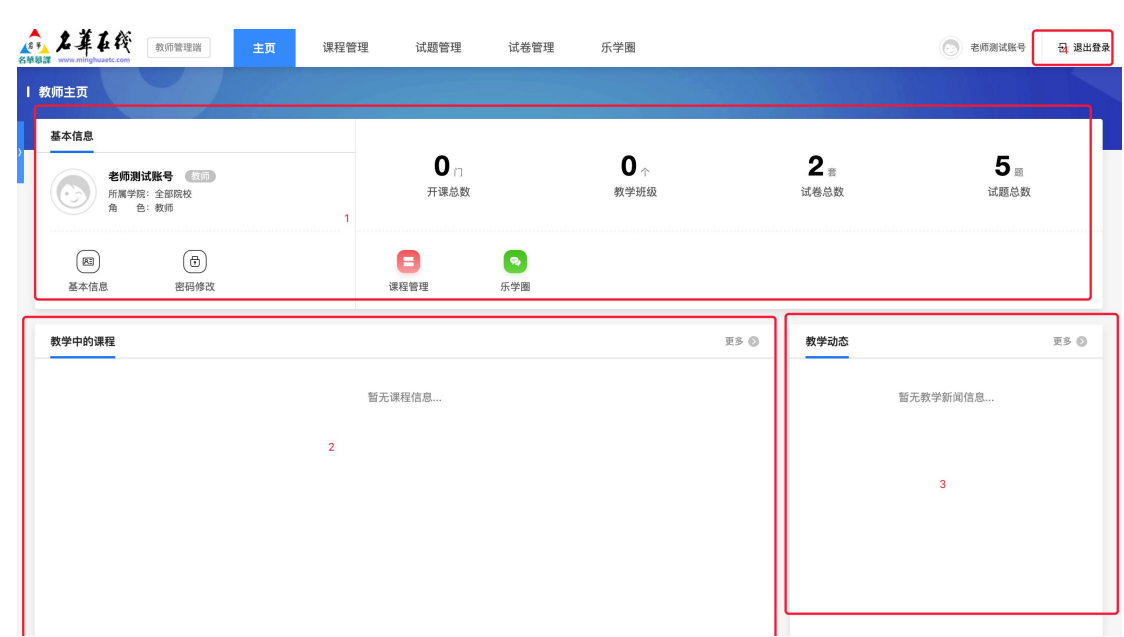 名华在线
教师管理端
主页
课程管理
试题管理
试卷管理
乐学圈
老师测试账号
退出登录
名華慕課 www.minghuaetc.com
教师主页
基本信息
老师测试账号 教师
所属学院：全部院校
角 色：教师
1
0门
开课总数
0个
教学班级
2套
试卷总数
5题
试题总数
基本信息
密码修改
课程管理
乐学圈
教学中的课程
更多
暂无课程信息...
2
教学动态
更多
暂无教学新闻信息...
3